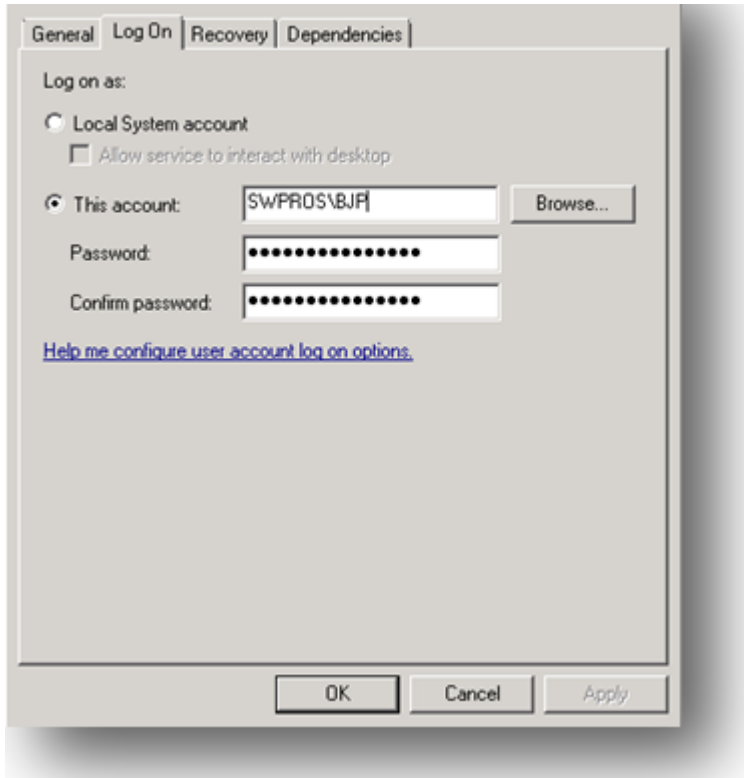 General Log On Recovery Dependencies
Log on as:
Local System account
Allow service to interact with desktop
This account: SWPROS\BJP Browse...
Password: •••••••••••••••
Confirm password: •••••••••••••••
Help me configure user account log on options.
OK Cancel Apply